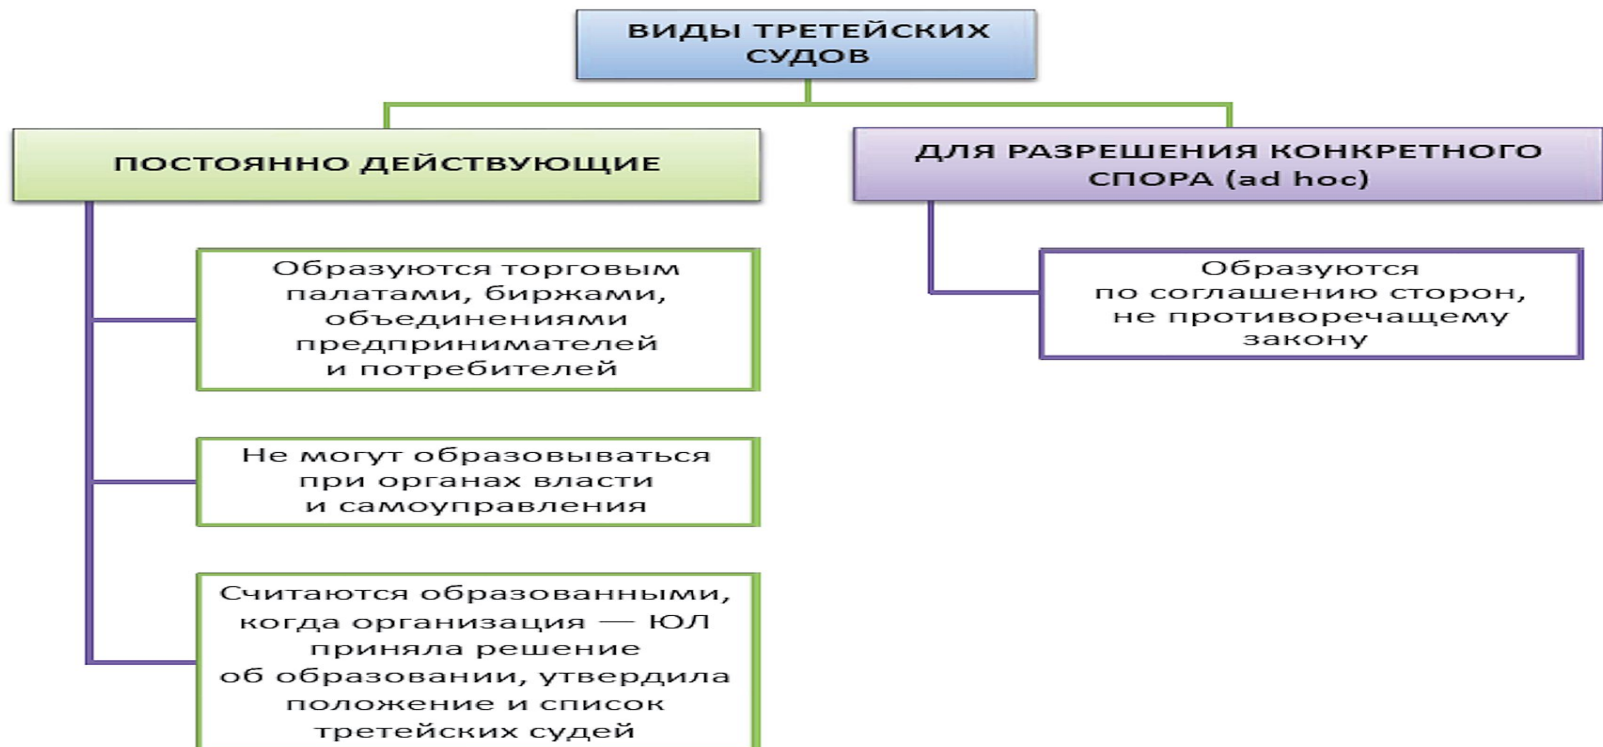 ВИДЫ ТРЕТЕЙСКИХ
СУДОВ
ПОСТОЯННО ДЕЙСТВУЮЩИЕ
Образуются торговым
палатами, биржами,
объединениями
предпринимателей
и потребителей
Не могут образовываться
при органах власти
и самоуправления
Считаются образованными,
когда организация — ЮЛ
приняла решение
об образовании, утвердила
положение и список
третейских судей
ДЛЯ РАЗРЕШЕНИЯ КОНКРЕТНОГО
СПОРА (ad hoc)
Образуются
по соглашению сторон,
не противоречащему
закону